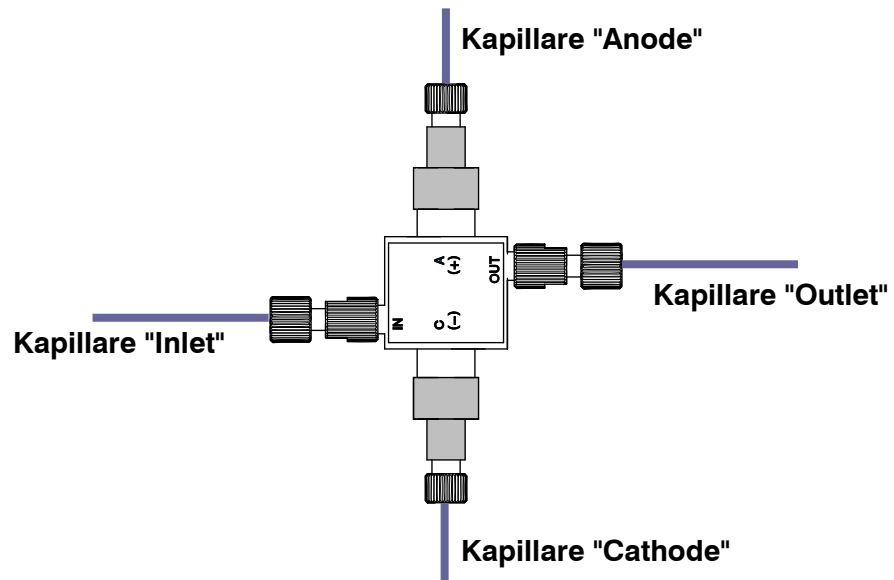 Kapillare "Anode"
A
(+)
OUT
Kapillare "Outlet"
IN
C
(–)
Kapillare "Inlet"
Kapillare "Cathode"